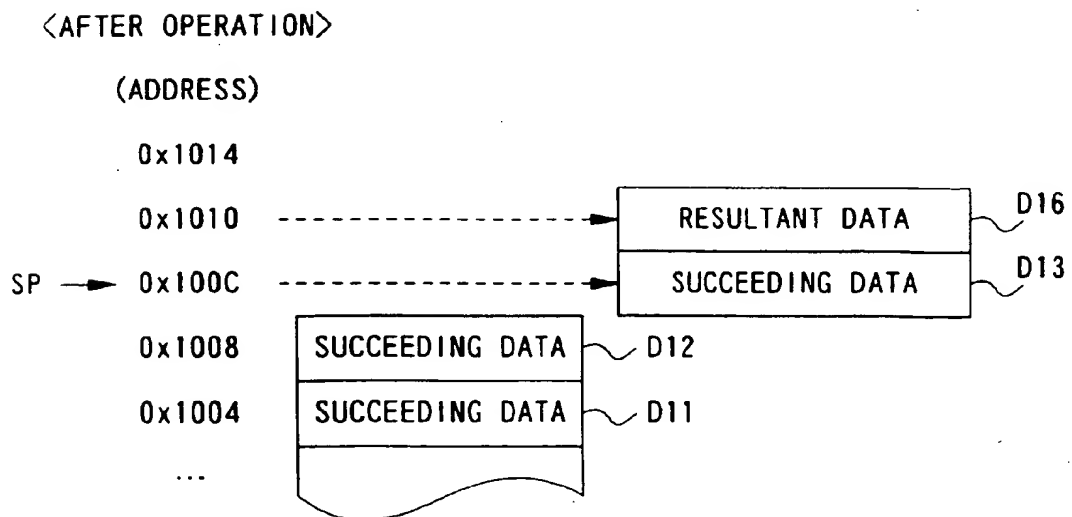 <AFTER OPERATION>
(ADDRESS)
0x1014
0x1010 RESULTANT DATA D16
SP 0x100C SUCCEEDING DATA D13
0x1008 SUCCEEDING DATA D12
0x1004 SUCCEEDING DATA D11
...